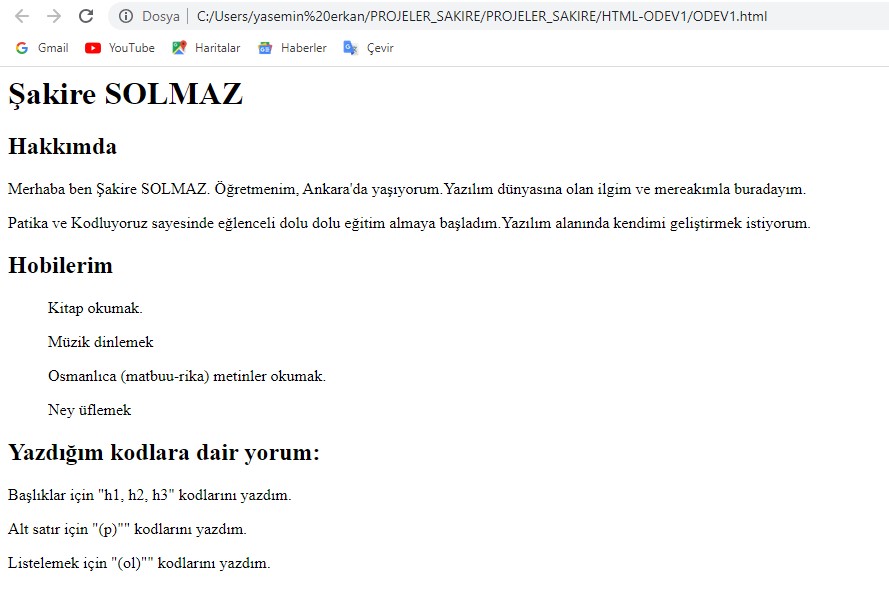 Dosya | C:/Users/yasemin%20erkan/PROJELER_SAKIRE/PROJELER_SAKIRE/HTML-ODEV1/ODEV1.html
Gmail YouTube Haritalar Haberler Çevir
Şakire SOLMAZ
Hakkımda
Merhaba ben Şakire SOLMAZ. Öğretmenim, Ankara'da yaşıyorum.Yazılım dünyasına olan ilgim ve mereakımla buradayım.
Patika ve Kodluyoruz sayesinde eğlenceli dolu dolu eğitim almaya başladım.Yazılım alanında kendimi geliştirmek istiyorum.
Hobilerim
Kitap okumak.
Müzik dinlemek
Osmanlıca (matbuu-rika) metinler okumak.
Ney üflemek
Yazdığım kodlara dair yorum:
Başlıklar için "h1, h2, h3" kodlarını yazdım.
Alt satır için "(p)"" kodlarını yazdım.
Listelemek için "(ol)"" kodlarını yazdım.